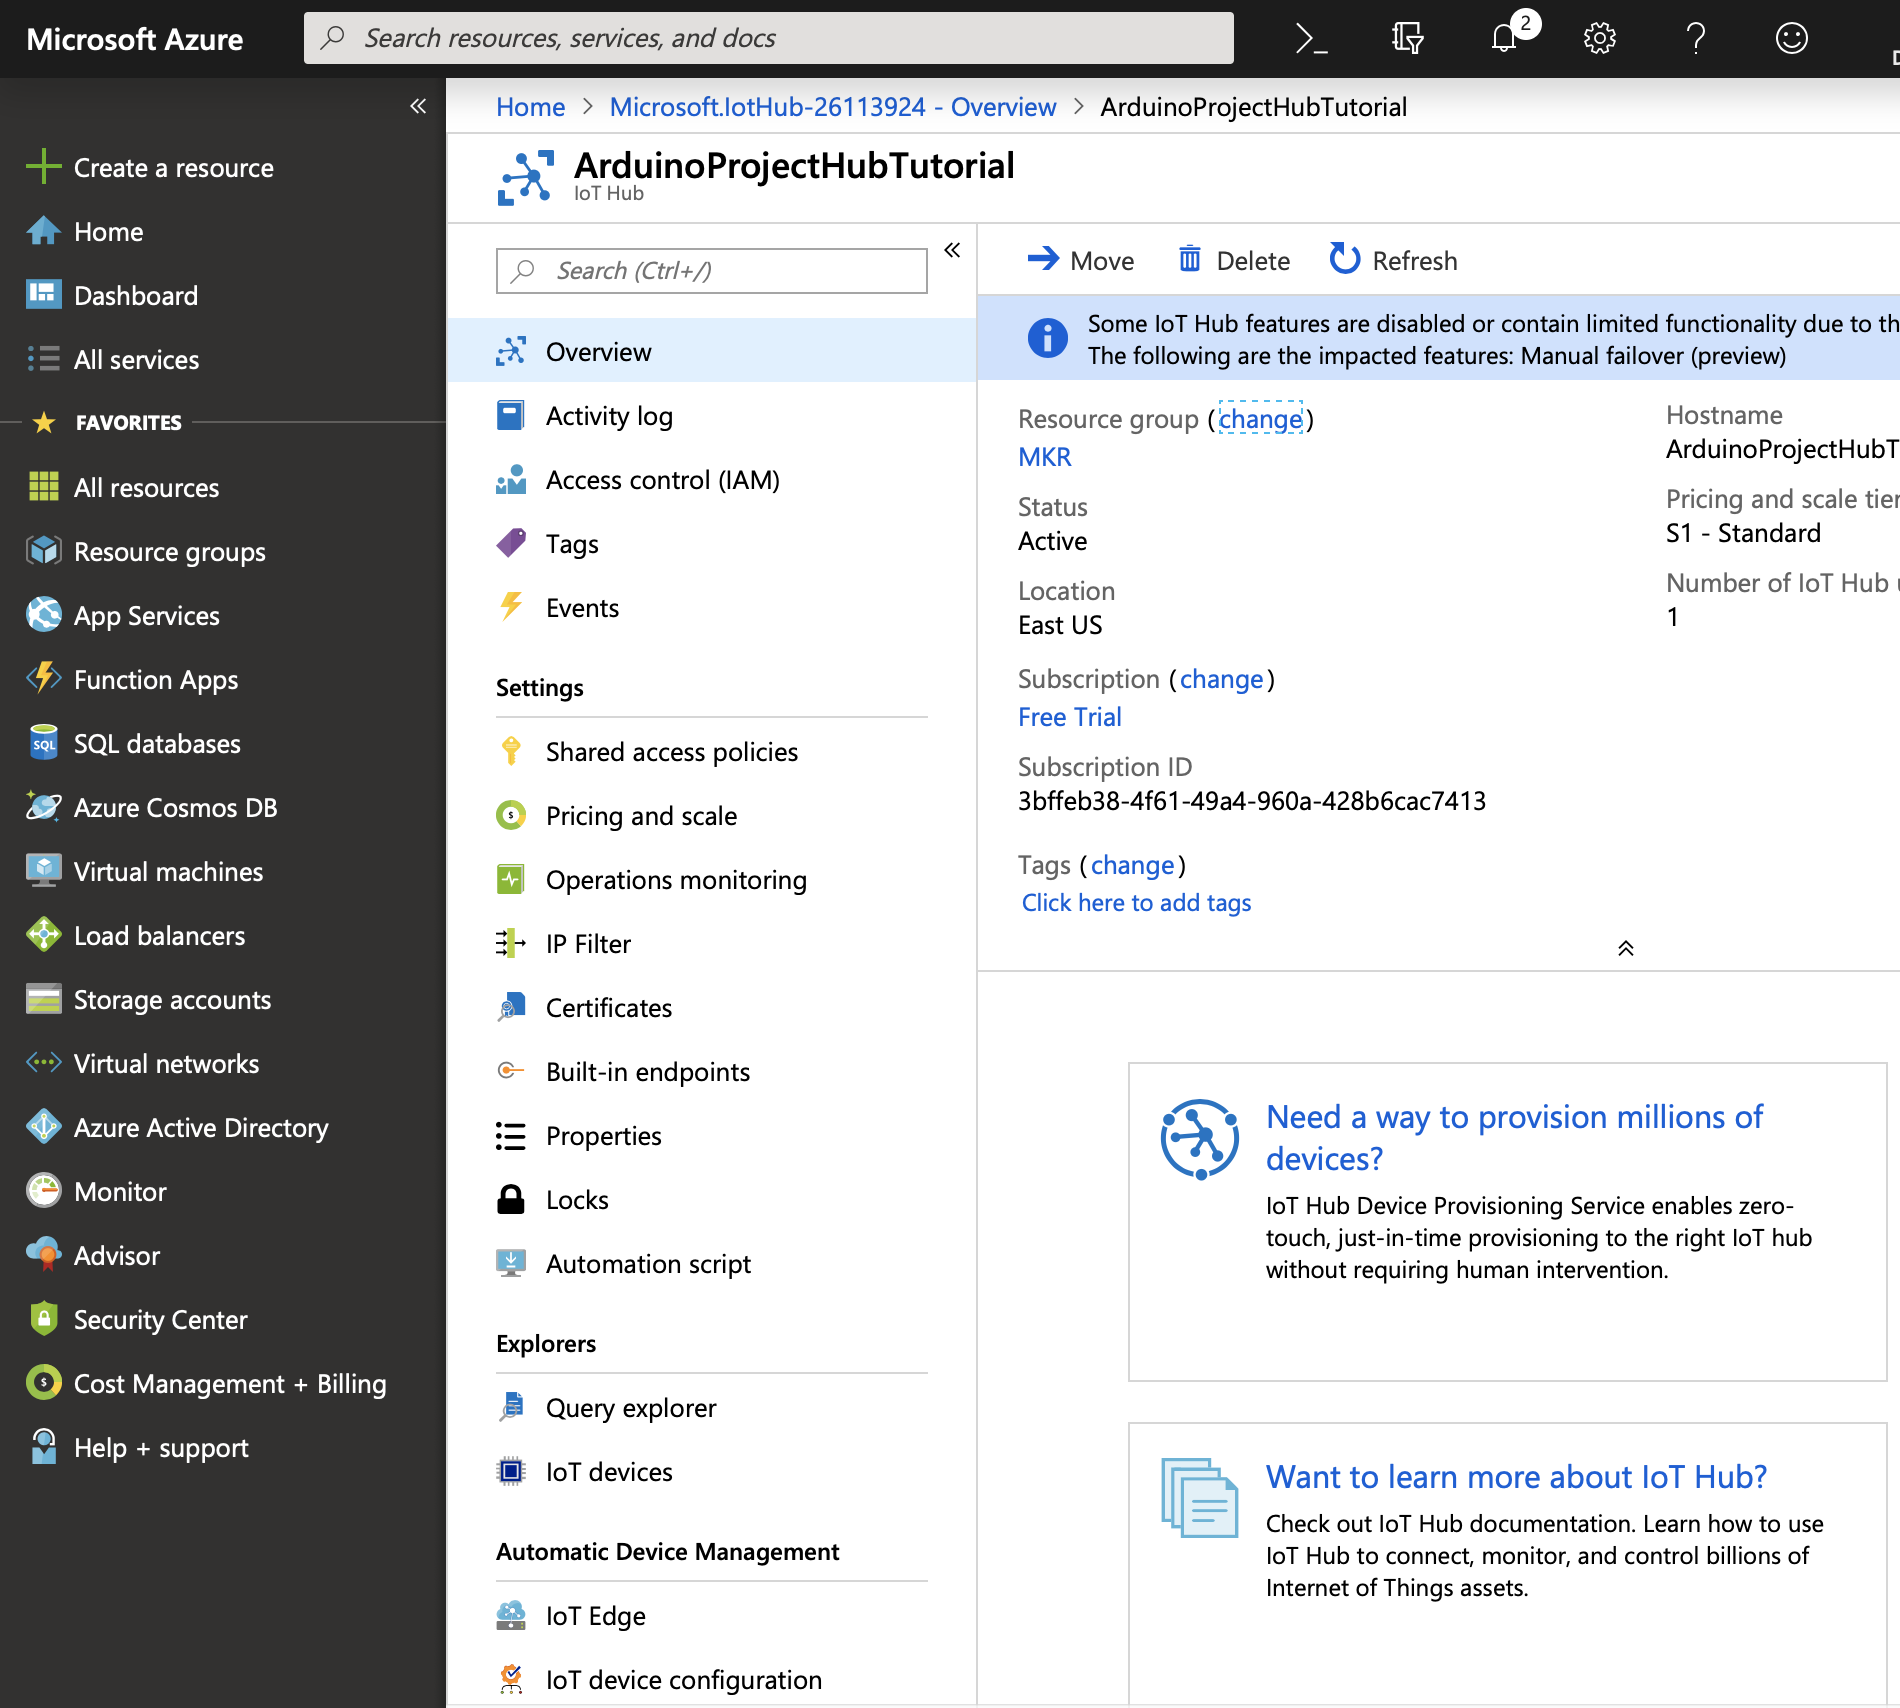 Microsoft Azure
Search resources, services, and docs
2
Create a resource
Home
Dashboard
All services
FAVORITES
All resources
Resource groups
App Services
Function Apps
SQL
SQL databases
Azure Cosmos DB
Virtual machines
Load balancers
Storage accounts
Virtual networks
Azure Active Directory
Monitor
Advisor
Security Center
Cost Management + Billing
Help + support
Home > Microsoft.IotHub-26113924 - Overview > ArduinoProjectHubTutorial
ArduinoProjectHubTutorial
IoT Hub
Search (Ctrl+/)
Overview
Activity log
Access control (IAM)
Tags
Events
Settings
Shared access policies
Pricing and scale
Operations monitoring
IP Filter
Certificates
Built-in endpoints
Properties
Locks
Automation script
Explorers
Query explorer
IoT devices
Automatic Device Management
IoT Edge
IoT device configuration
Move Delete Refresh
Some IoT Hub features are disabled or contain limited functionality due to th
The following are the impacted features: Manual failover (preview)
Resource group (change)
MKR
Status
Active
Location
East US
Subscription (change)
Free Trial
Subscription ID
3bffeb38-4f61-49a4-960a-428b6cac7413
Tags (change)
Click here to add tags
Hostname
ArduinoProjectHubT
Pricing and scale tier
S1 - Standard
Number of IoT Hub
1
Need a way to provision millions of
devices?
IoT Hub Device Provisioning Service enables zero-
touch, just-in-time provisioning to the right IoT hub
without requiring human intervention.
Want to learn more about IoT Hub?
Check out IoT Hub documentation. Learn how to use
IoT Hub to connect, monitor, and control billions of
Internet of Things assets.